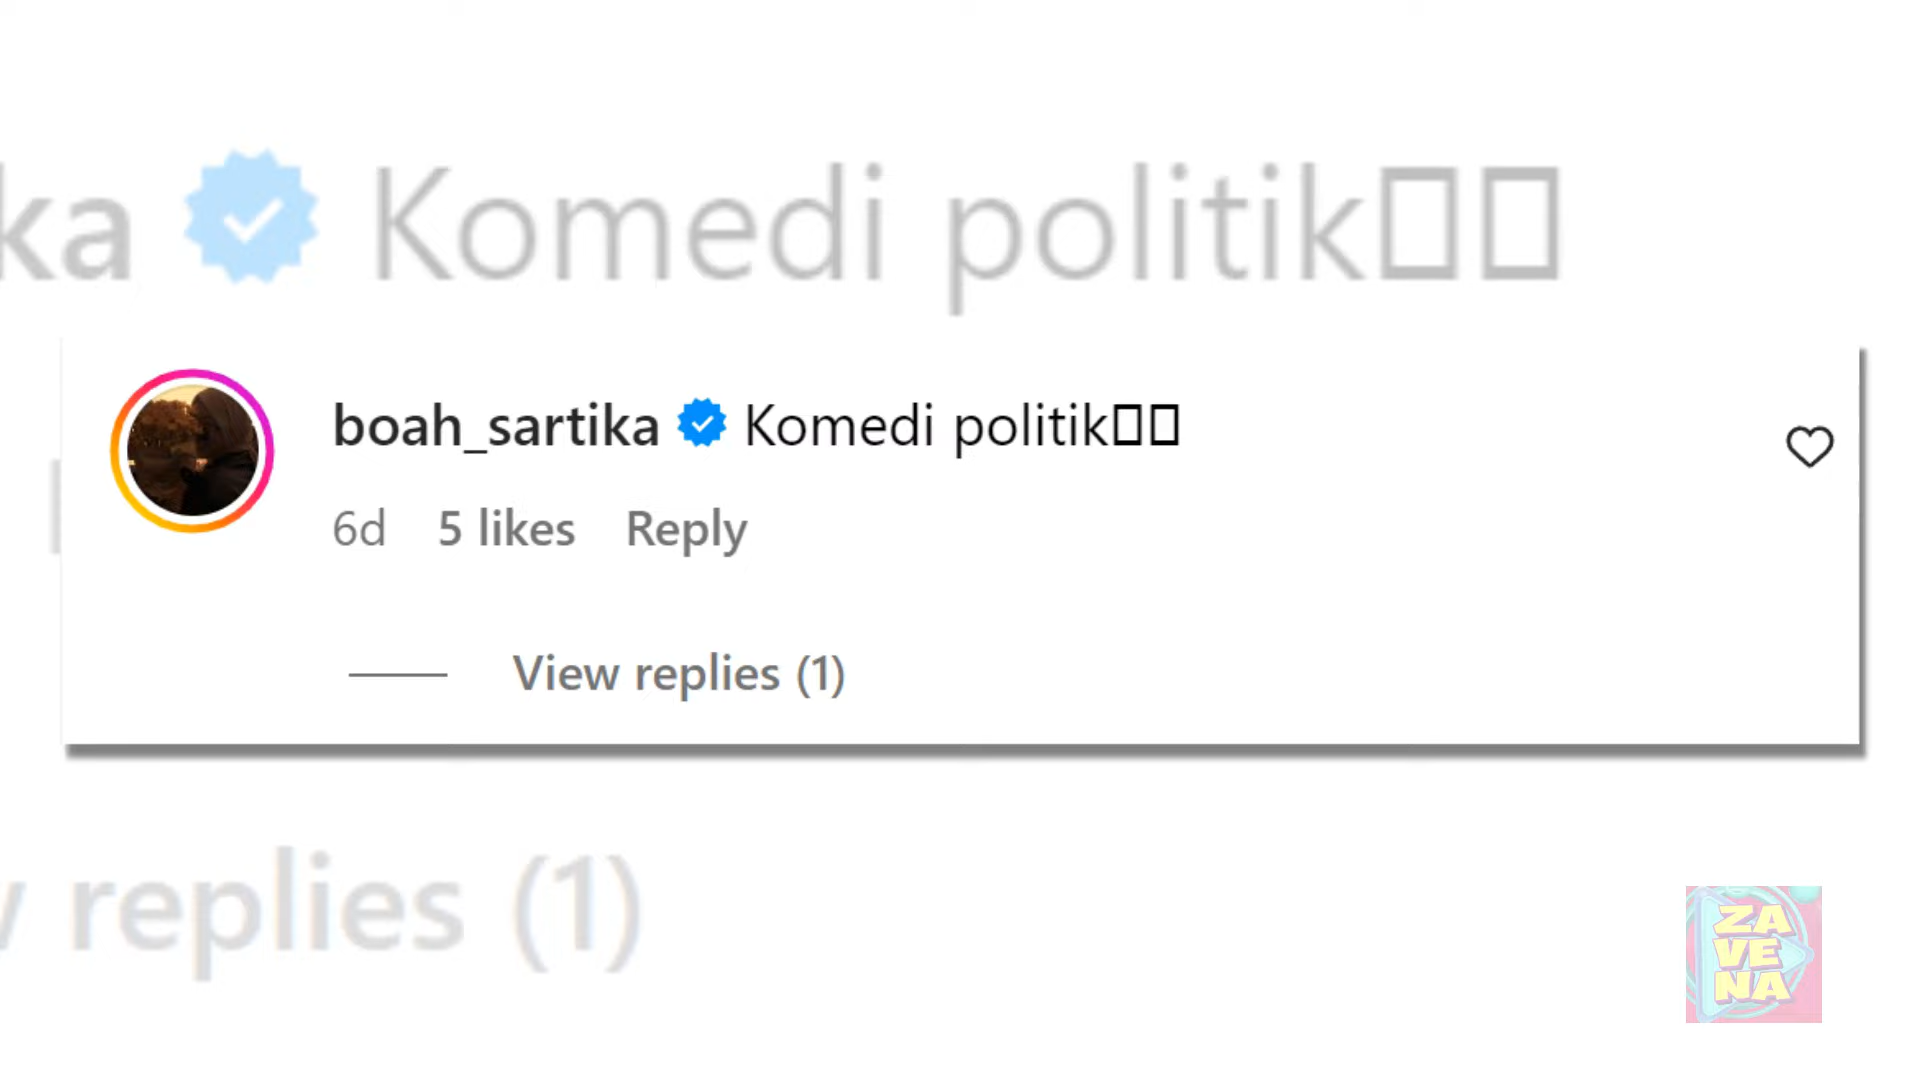 ka Komedi politik□□
boah_sartika Komedi politik□□
6d 5 likes Reply
View replies (1)
replies (1)
ZA
VE
NA